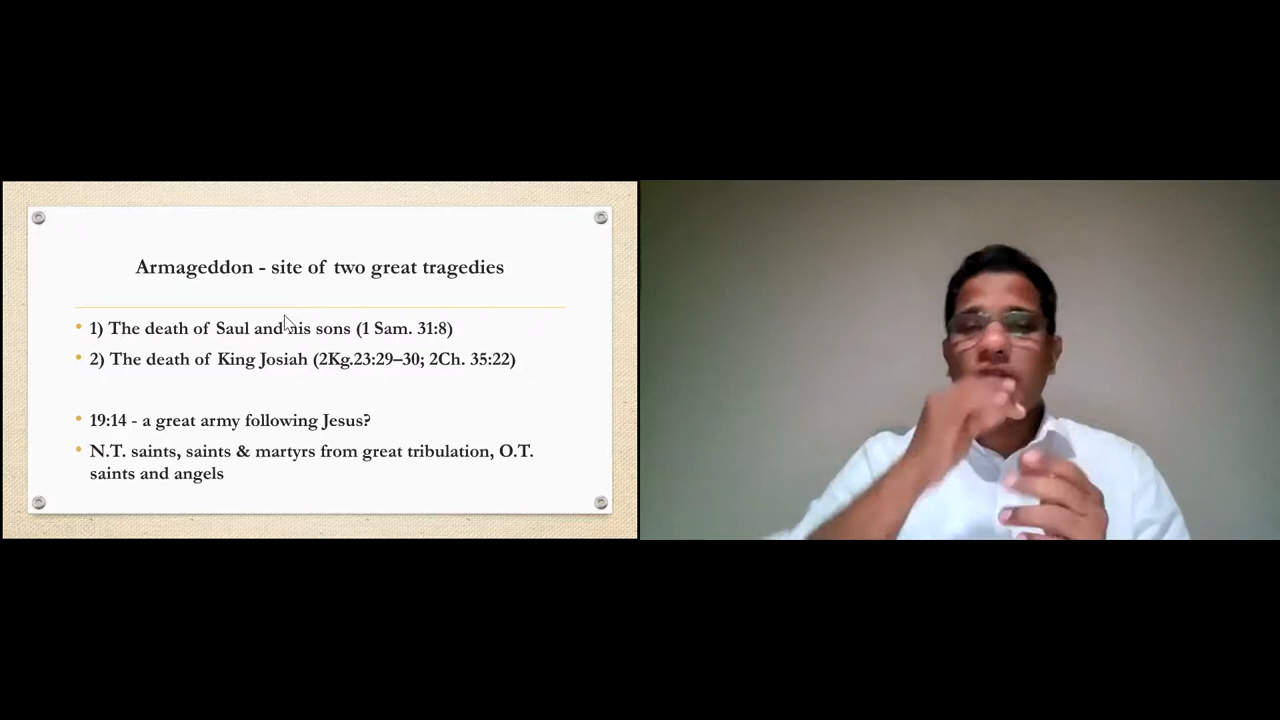 Armageddon - site of two great tragedies
• 1) The death of Saul and his sons (1 Sam. 31:8)
• 2) The death of King Josiah (2Kg.23:29–30; 2Ch. 35:22)
• 19:14 - a great army following Jesus?
• N.T. saints, saints & martyrs from great tribulation, O.T.
saints and angels